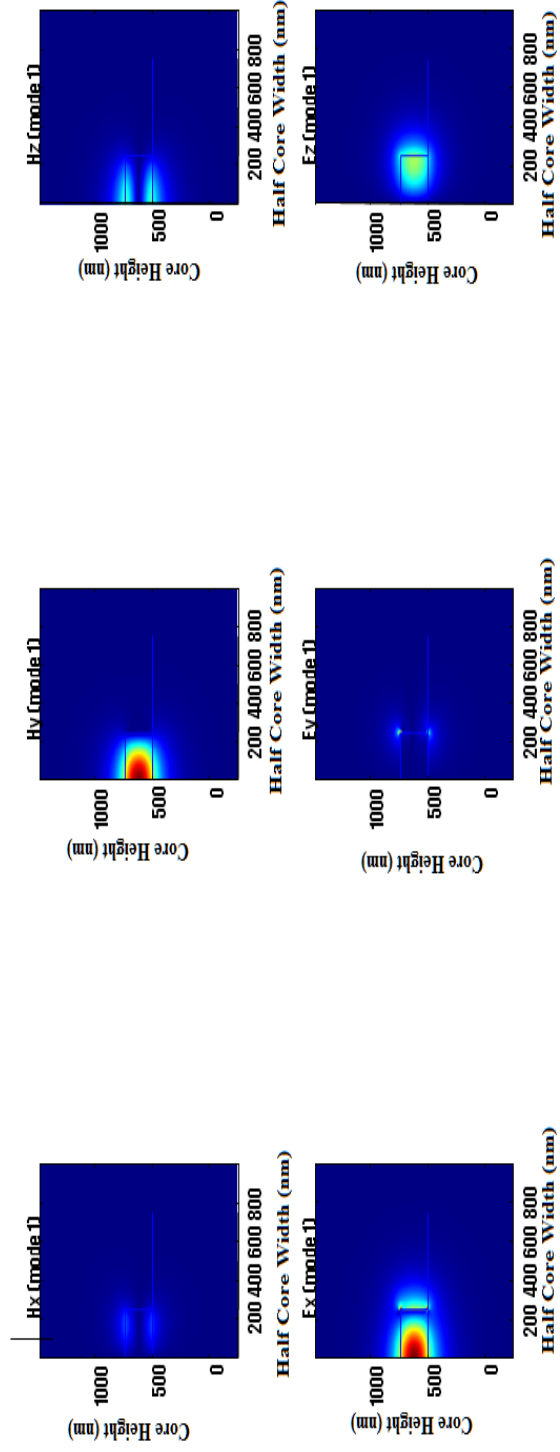 Hx (mode 1)
Core Height (nm)
1000
500
0
200 400 600 800
Half Core Width (nm)
Hy (mode 1)
Core Height (nm)
1000
500
0
200 400 600 800
Half Core Width (nm)
Hz (mode 1)
Core Height (nm)
1000
500
0
200 400 600 800
Half Core Width (nm)
Ex (mode 1)
Core Height (nm)
1000
500
0
200 400 600 800
Half Core Width (nm)
Ey (mode 1)
Core Height (nm)
1000
500
0
200 400 600 800
Half Core Width (nm)
Ez (mode 1)
Core Height (nm)
1000
500
0
200 400 600 800
Half Core Width (nm)